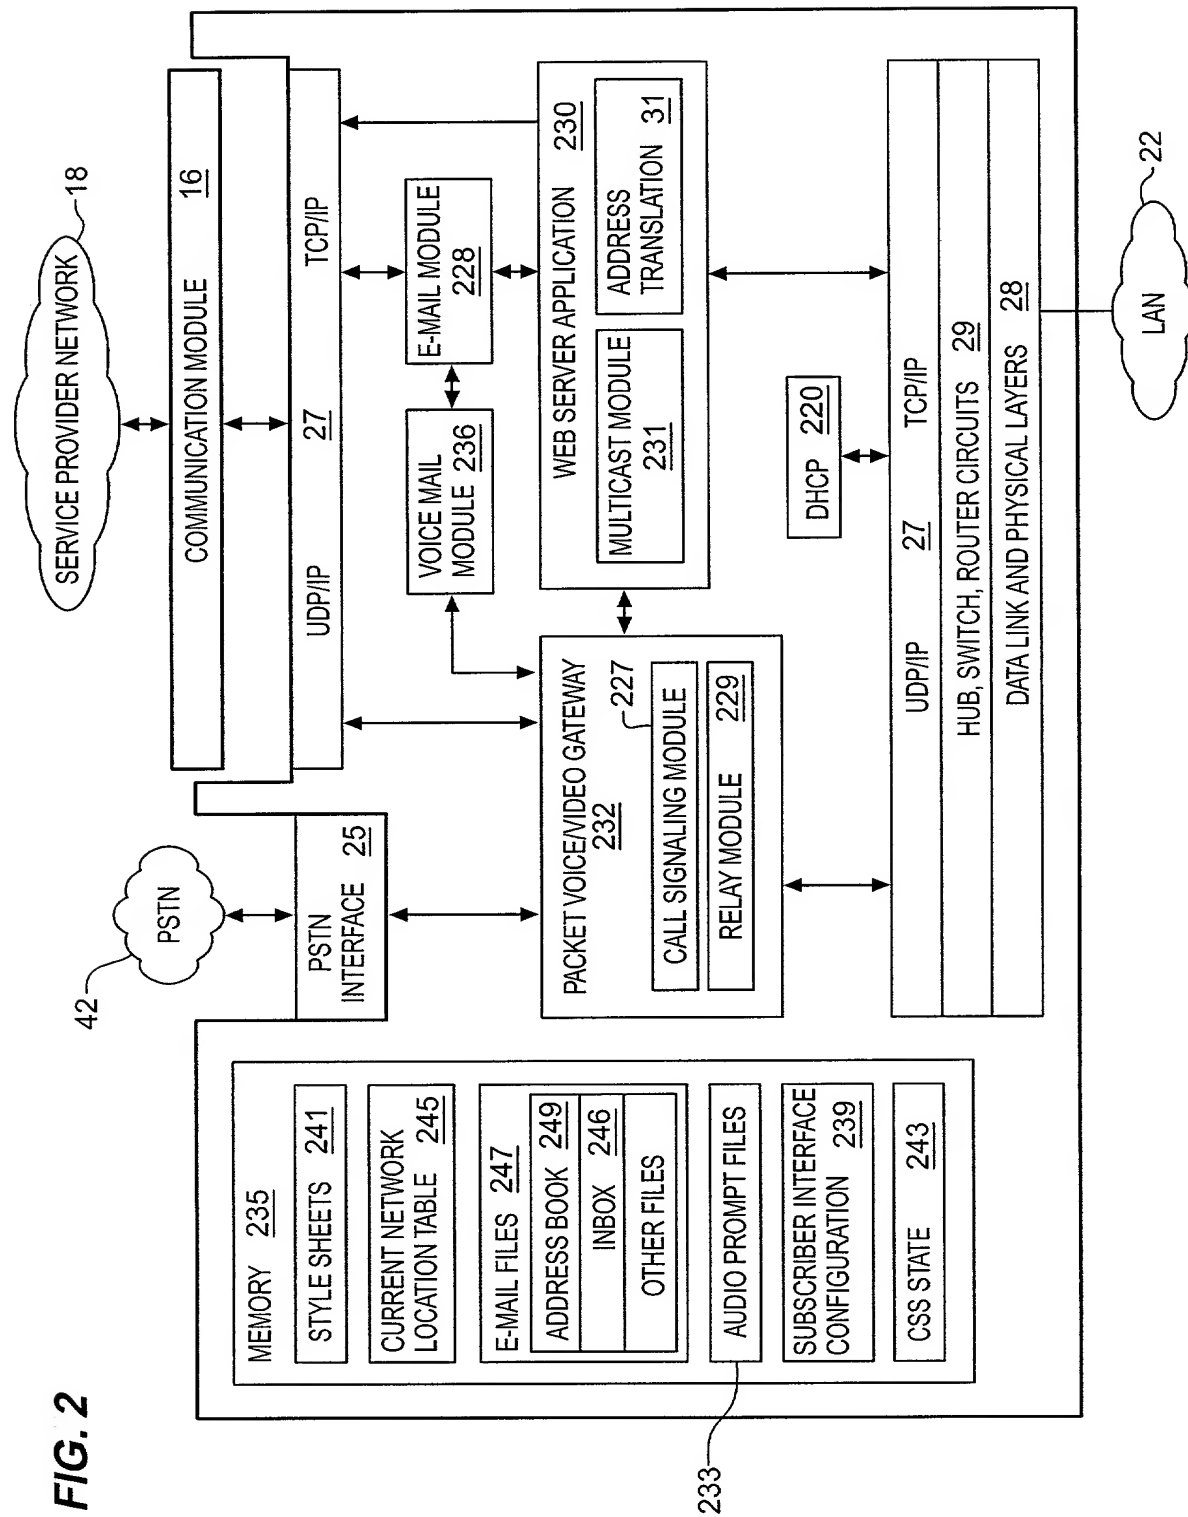 FIG. 2
SERVICE PROVIDER NETWORK
18
42
PSTN
COMMUNICATION MODULE 16
PSTN
INTERFACE 25
UDP/IP 27 TCP/IP
MEMORY 235
STYLE SHEETS 241
CURRENT NETWORK
LOCATION TABLE 245
E-MAIL FILES 247
ADDRESS BOOK 249
INBOX 246
OTHER FILES
AUDIO PROMPT FILES
233
SUBSCRIBER INTERFACE
CONFIGURATION 239
CSS STATE 243
VOICE MAIL
MODULE 236
E-MAIL MODULE
228
PACKET VOICE/VIDEO GATEWAY
232
227
CALL SIGNALING MODULE
RELAY MODULE 229
WEB SERVER APPLICATION 230
MULTICAST MODULE
231
ADDRESS
TRANSLATION 31
DHCP 220
UDP/IP 27 TCP/IP
HUB, SWITCH, ROUTER CIRCUITS 29
DATA LINK AND PHYSICAL LAYERS 28
LAN
22